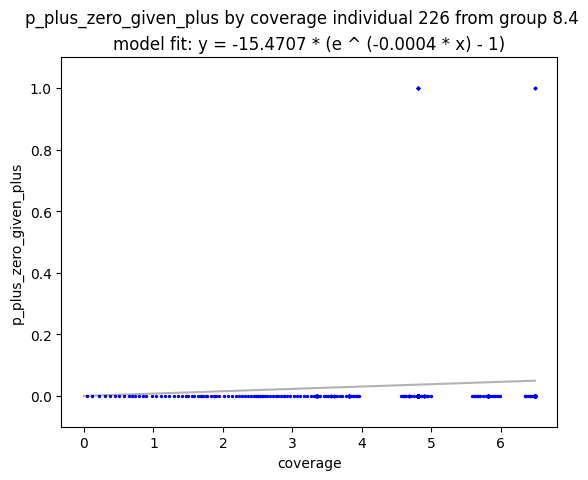 p_plus_zero_given_plus by coverage individual 226 from group 8.4
model fit: y = -15.4707 * (e ^ (-0.0004 * x) - 1)
p_plus_zero_given_plus
1.0
0.8
0.6
0.4
0.2
0.0
0 1 2 3 4 5 6
coverage